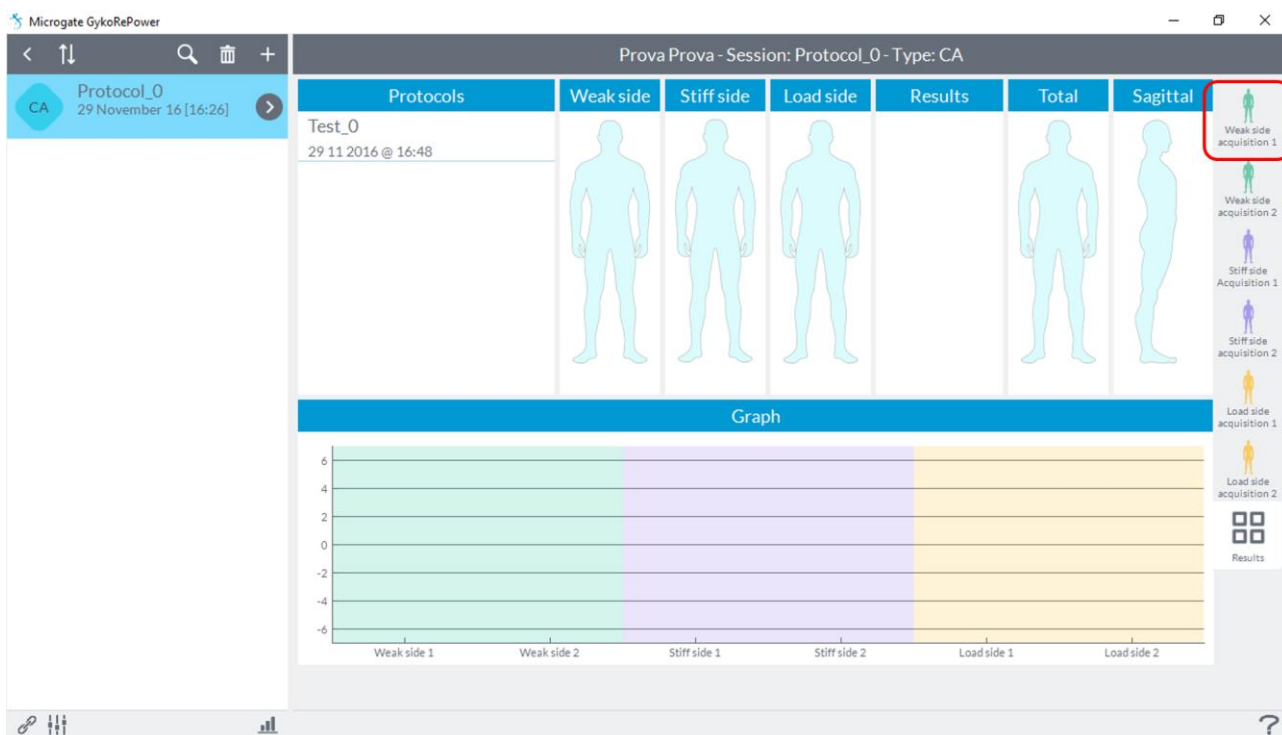 Microgate GykoRePower
Prova Prova - Session: Protocol_0 - Type: CA
CA
Protocol_0
29 November 16 [16:26]
Protocols
Weak side
Stiff side
Load side
Results
Total
Sagittal
Test_0
29 11 2016 @ 16:48
Weak side
acquisition 1
Weak side
acquisition 2
Stiff side
Acquisition 1
Stiff side
acquisition 2
Load side
acquisition 1
Load side
acquisition 2
Results
Graph
6
4
2
0
-2
-4
-6
Weak side 1
Weak side 2
Stiff side 1
Stiff side 2
Load side 1
Load side 2